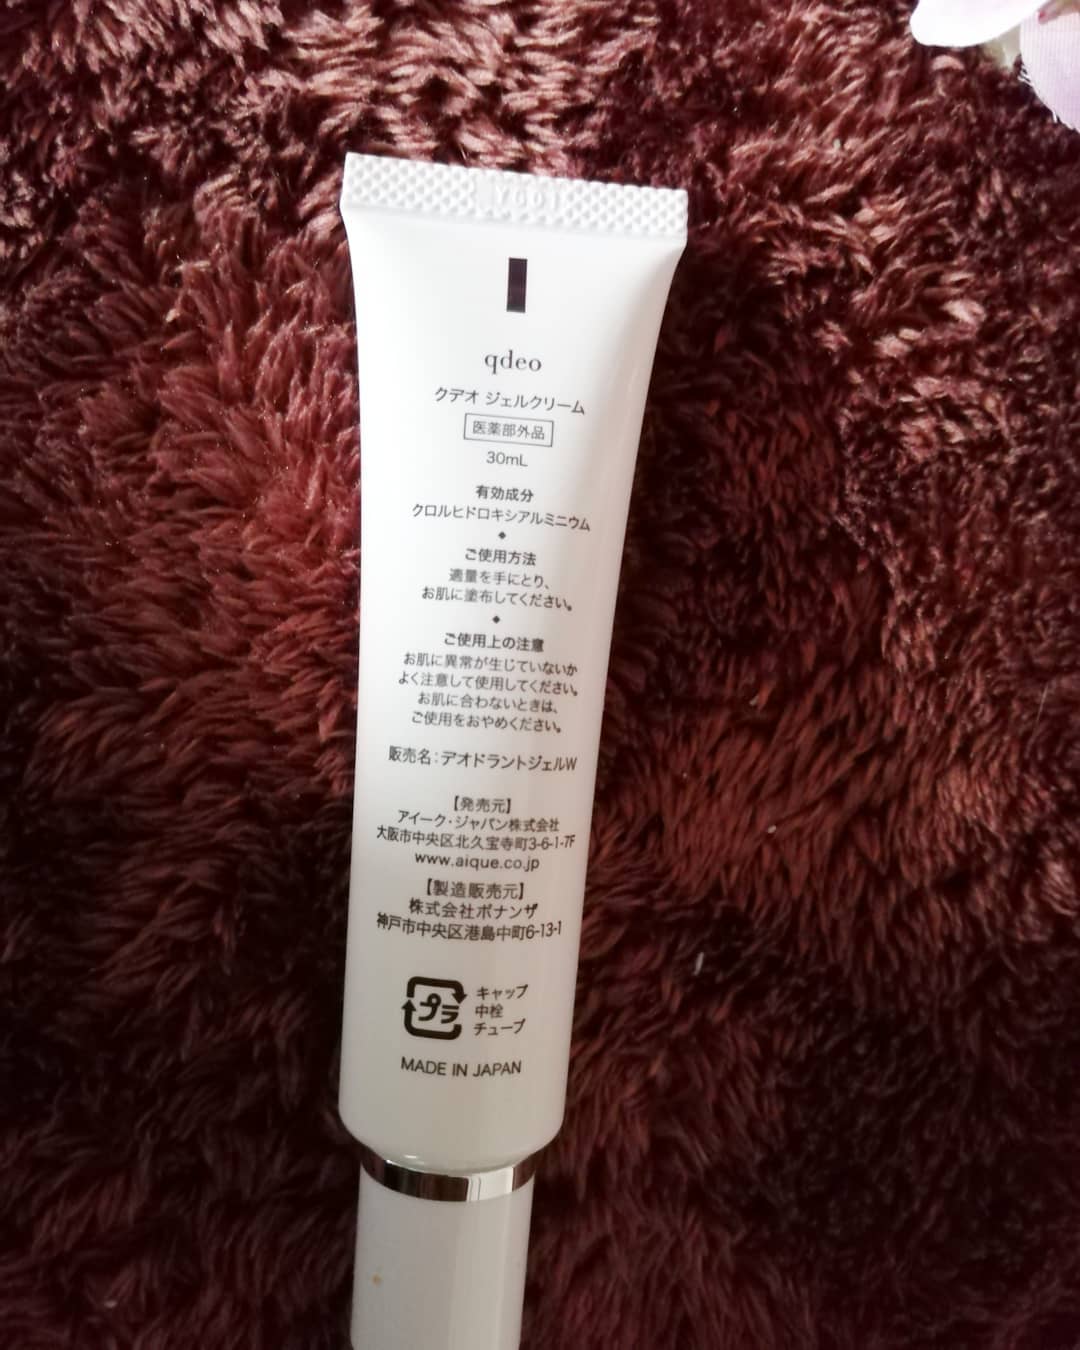 qdeo
クデオ ジェルクリーム
医薬部外品
30mL
有効成分
クロルヒドロキシアルミニウム
ご使用方法
適量を手にとり、
お肌に塗布してください。
ご使用上の注意
お肌に異常が生じていないか
よく注意して使用してください。
お肌に合わないときは、
ご使用をおやめください。
販売名：デオドラントジェルW
【発売元】
アイーク・ジャパン株式会社
大阪市中央区北久宝寺町3-6-1-7F
www.aique.co.jp
【製造販売元】
株式会社ボナンザ
神戸市中央区港島中町6-13-1
プラ
キャップ
中栓
チューブ
MADE IN JAPAN